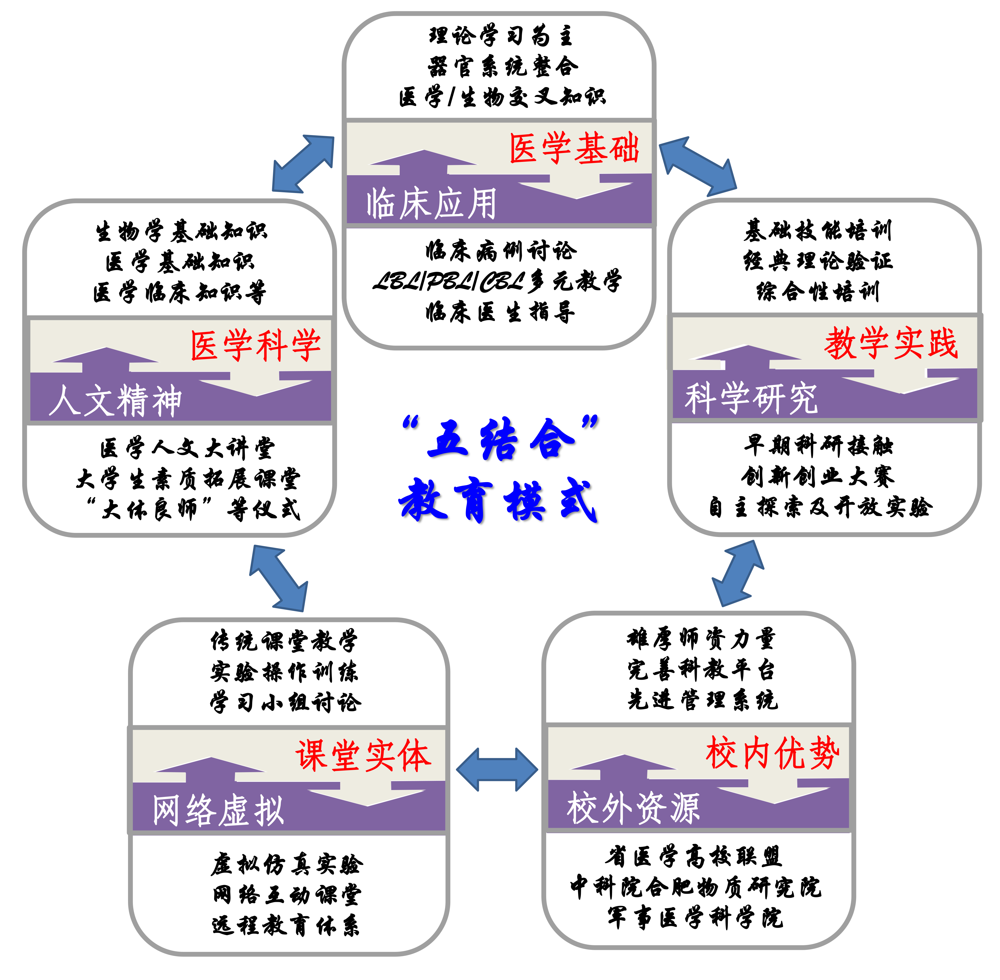 理论学习为主
器官系统整合
医学/生物交叉知识
医学基础
临床应用
临床病例讨论
LBL/PBL/CBL多元教学
临床医生指导
生物学基础知识
医学基础知识
医学临床知识等
医学科学
人文精神
医学人文大讲堂
大学生素质拓展课堂
“大体良师”等仪式
“五结合”
教育模式
基础技能培训
经典理论验证
综合性培训
教学实践
科学研究
早期科研接触
创新创业大赛
自主探索及开放实验
传统课堂教学
实验操作训练
学习小组讨论
课堂实体
网络虚拟
虚拟仿真实验
网络互动课堂
远程教育体系
雄厚师资力量
完善科教平台
先进管理系统
校内优势
校外资源
省医学高校联盟
中科院合肥物质研究院
军事医学科学院